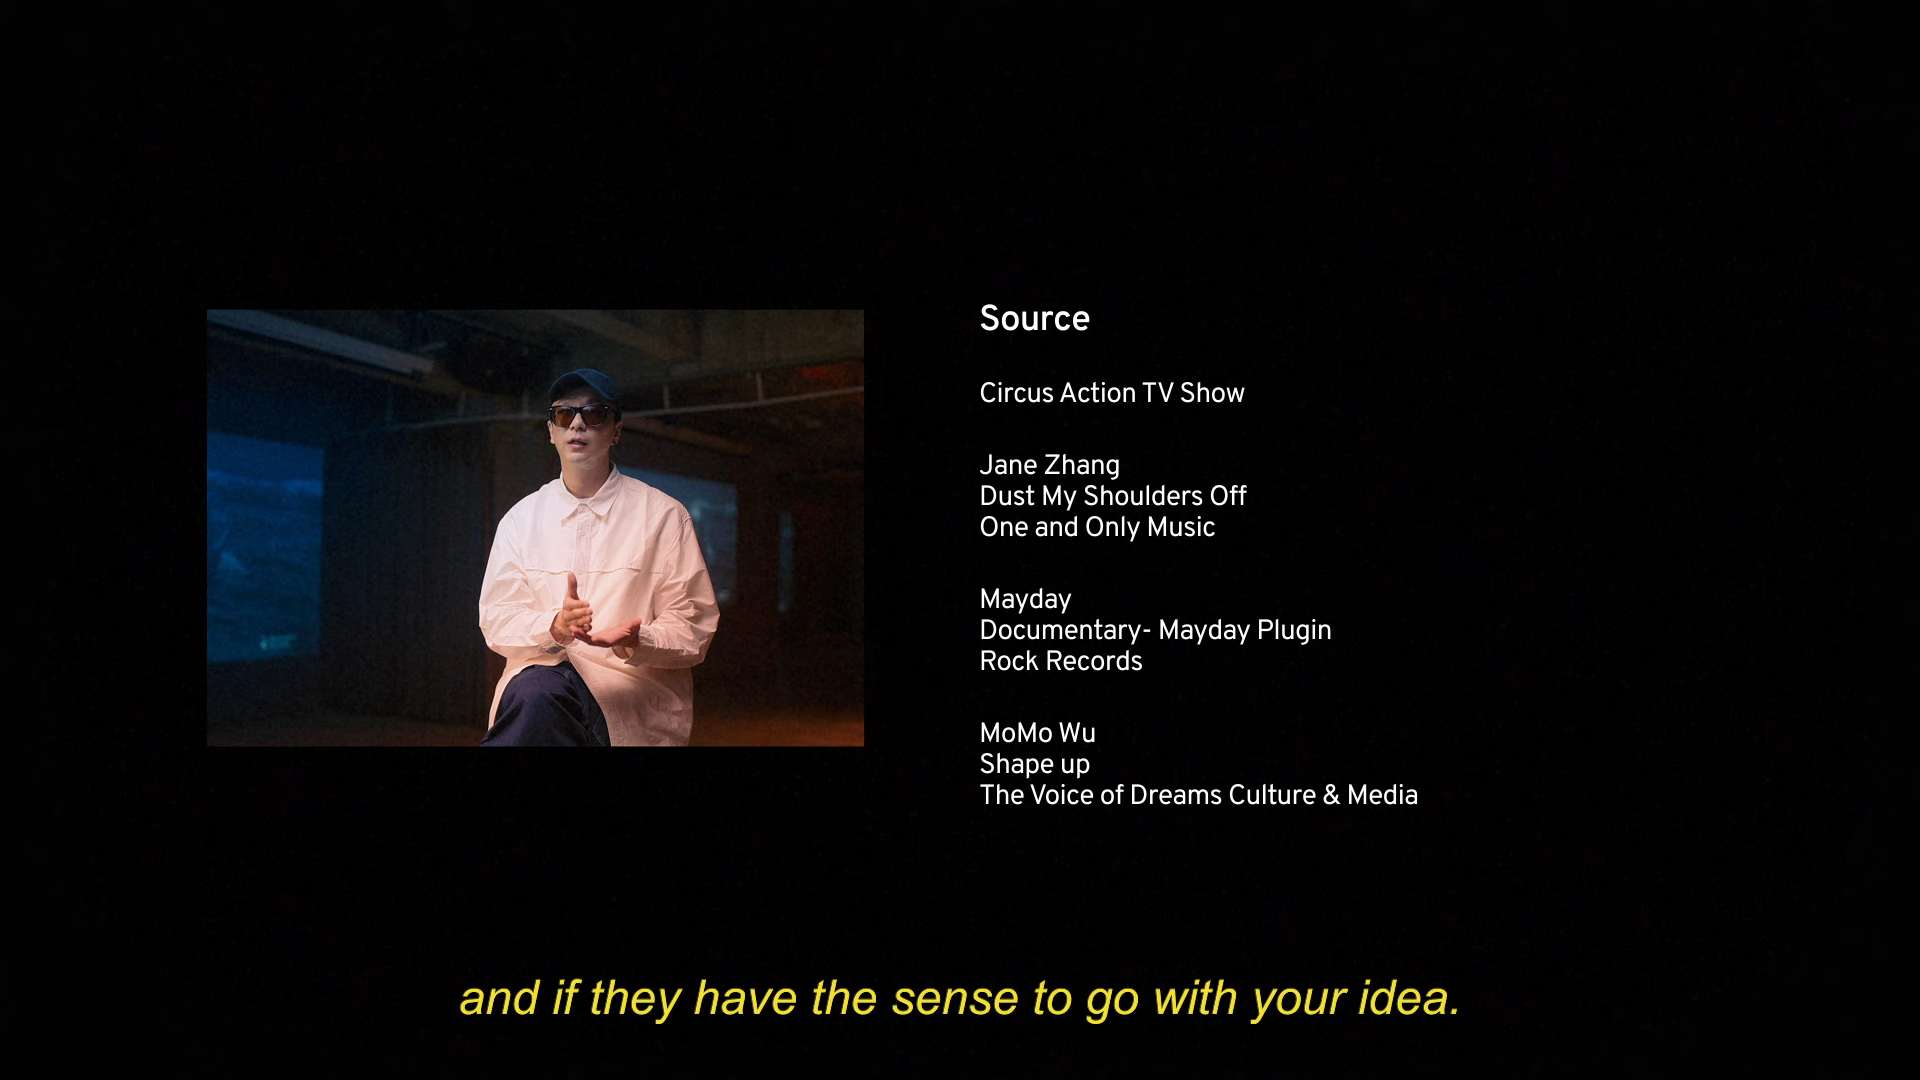 Source
Circus Action TV Show
Jane Zhang
Dust My Shoulders Off
One and Only Music
Mayday
Documentary- Mayday Plugin
Rock Records
MoMo Wu
Shape up
The Voice of Dreams Culture & Media
and if they have the sense to go with your idea.